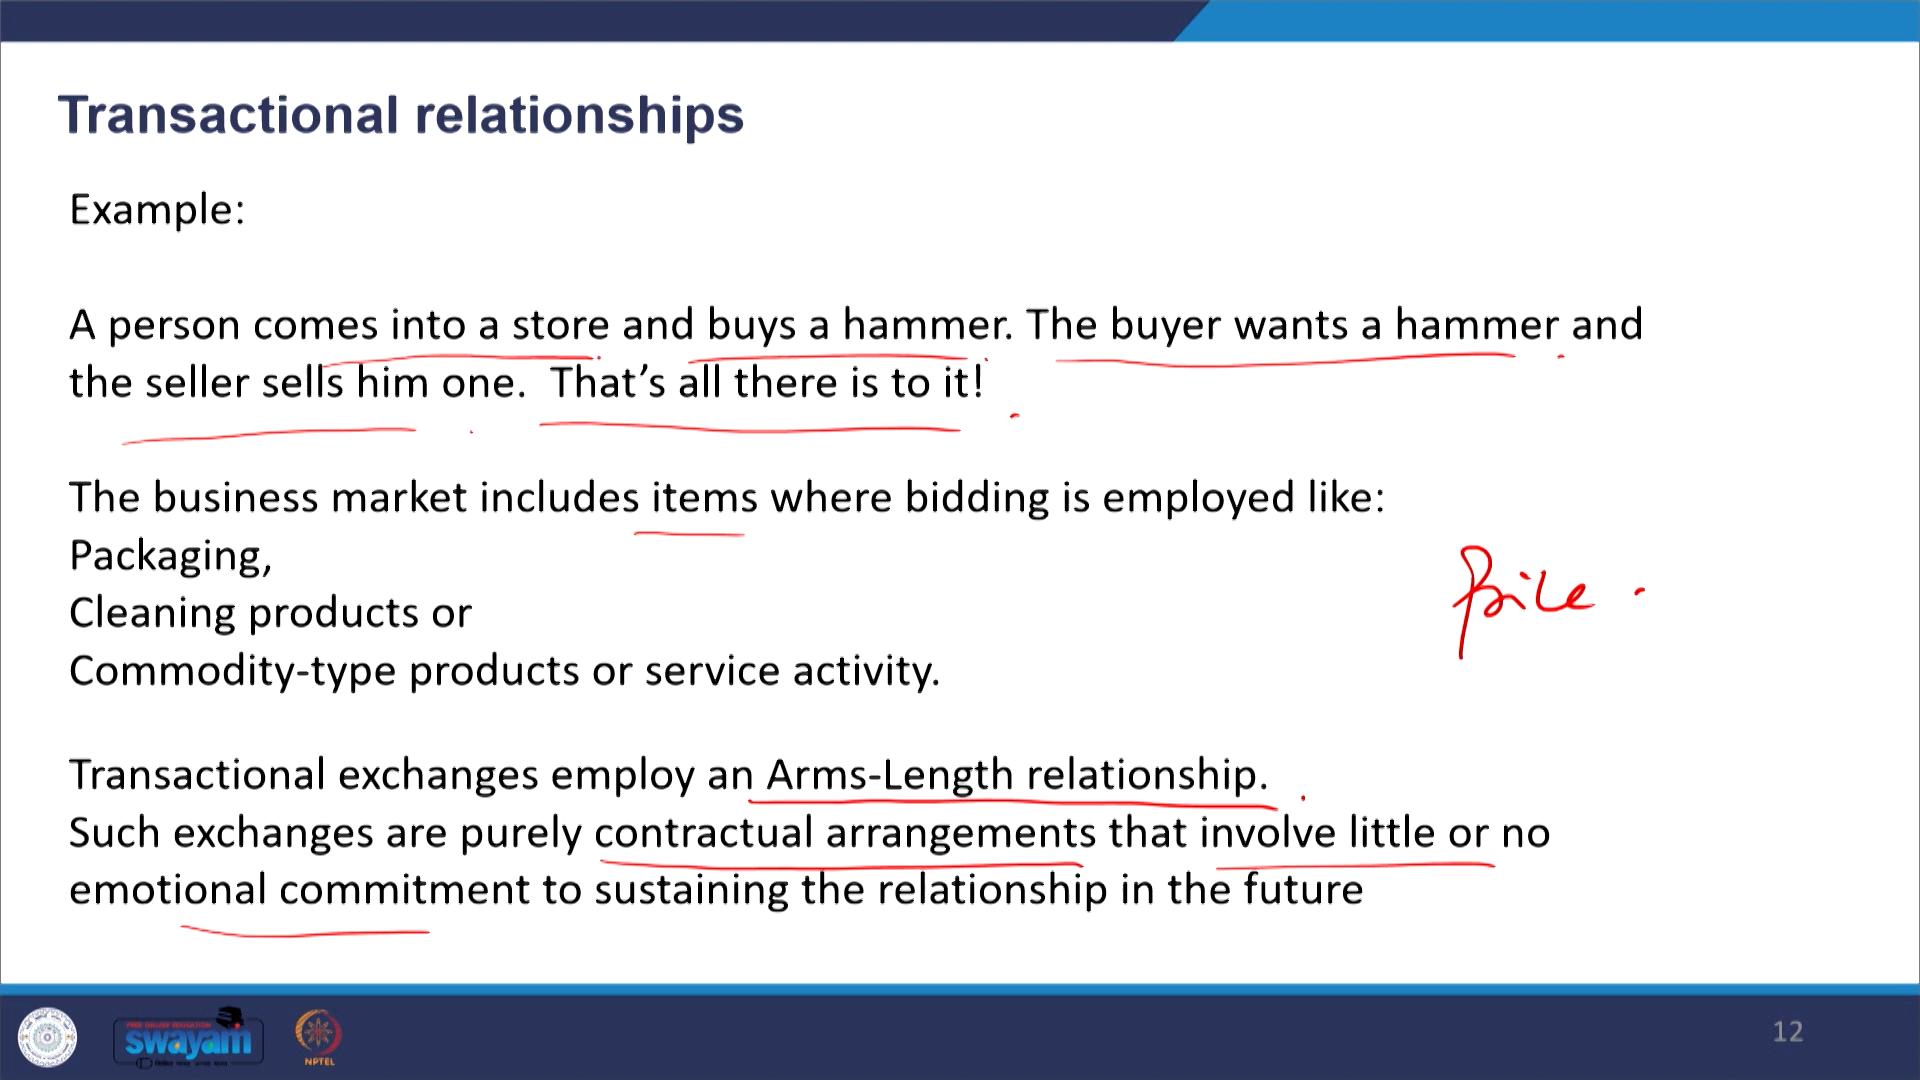 Transactional relationships
Example:
A person comes into a store and buys a hammer. The buyer wants a hammer and
the seller sells him one.  That’s all there is to it!
The business market includes items where bidding is employed like:
Packaging,
Cleaning products or
Commodity-type products or service activity.
Price .
Transactional exchanges employ an Arms-Length relationship.
Such exchanges are purely contractual arrangements that involve little or no
emotional commitment to sustaining the relationship in the future
FREE ONLINE EDUCATION
swayam
NPTEL
12